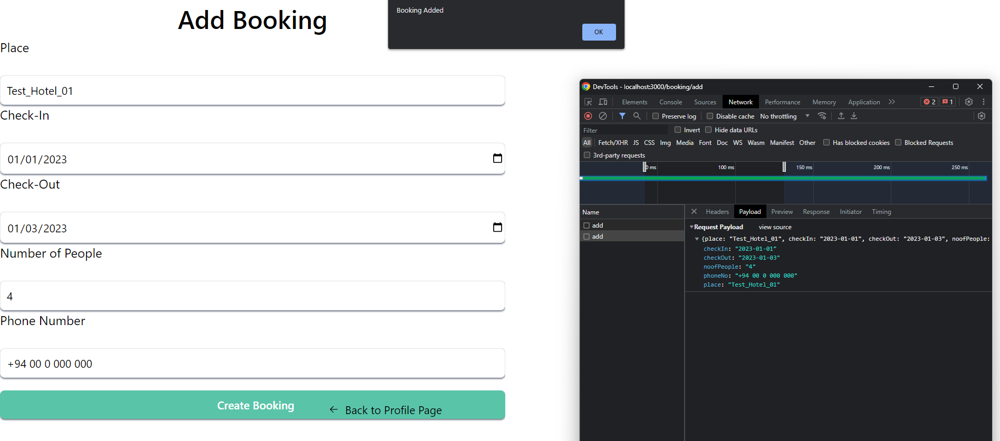 Add Booking
Booking Added
OK
Place
Test_Hotel_01
Check-In
01/01/2023
Check-Out
01/03/2023
Number of People
4
Phone Number
+94 00 0 000 000
Create Booking
← Back to Profile Page
DevTools - localhost:3000/booking/add
Elements Console Sources Network Performance Memory Application 2 1
Preserve log Disable cache No throttling
Filter Invert Hide data URLs
All Fetch/XHR JS CSS Img Media Font Doc WS Wasm Manifest Other Has blocked cookies Blocked Requests
3rd-party requests
0 ms 100 ms 150 ms 200 ms 250 ms
Name Headers Payload Preview Response Initiator Timing
add
add
Request Payload view source
{place: "Test_Hotel_01", checkIn: "2023-01-01", checkOut: "2023-01-03", noofPeople:
checkIn: "2023-01-01"
checkOut: "2023-01-03"
noofPeople: "4"
phoneNo: "+94 00 0 000 000"
place: "Test_Hotel_01"